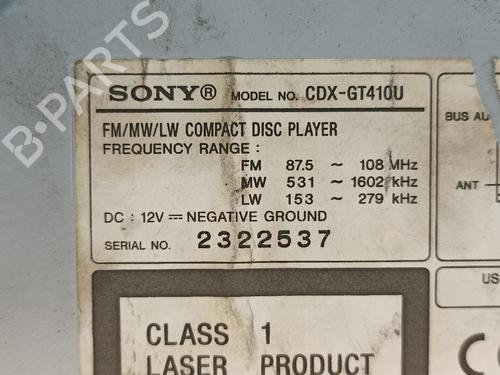 B-PARTS
SONY® MODEL NO. CDX-GT410U
FM/MW/LW COMPACT DISC PLAYER
FREQUENCY RANGE :
FM 87.5 ~ 108 MHz
MW 531 ~ 1602 kHz
LW 153 ~ 279 kHz
DC : 12V ⎓ NEGATIVE GROUND
SERIAL NO. 2322537
BUS AU
ANT
US
CLASS 1
LASER PRODUCT